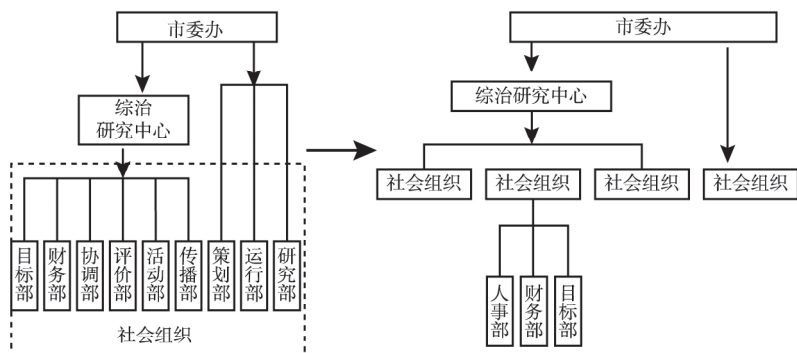 市委办
综治
研究中心
目标部
财务部
协调部
评价部
活动部
传播部
策划部
运行部
研究部
社会组织
市委办
综治研究中心
社会组织
社会组织
社会组织
社会组织
人事部
财务部
目标部